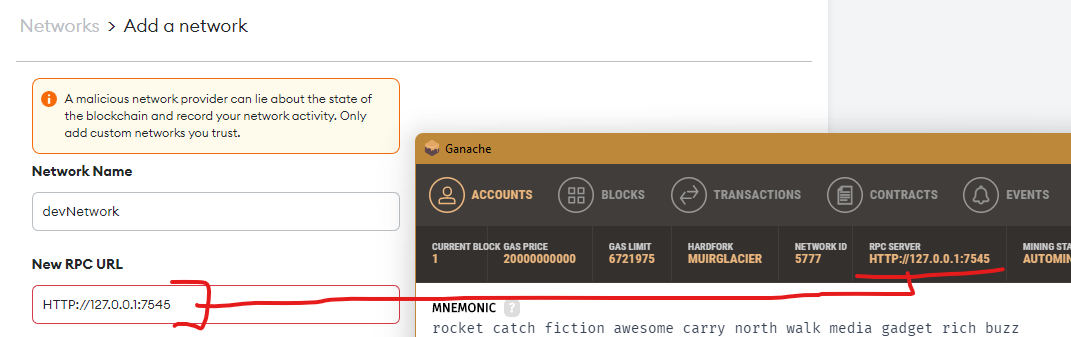 Networks > Add a network
A malicious network provider can lie about the state of
the blockchain and record your network activity. Only
add custom networks you trust.
Network Name
devNetwork
New RPC URL
HTTP://127.0.0.1:7545
Ganache
ACCOUNTS BLOCKS TRANSACTIONS CONTRACTS EVENTS
CURRENT BLOCK GAS PRICE GAS LIMIT HARDFORK NETWORK ID RPC SERVER MINING STA
1 20000000000 6721975 MUIRGLACIER 5777 HTTP://127.0.0.1:7545 AUTOMIN
MNEMONIC ?
rocket catch fiction awesome carry north walk media gadget rich buzz